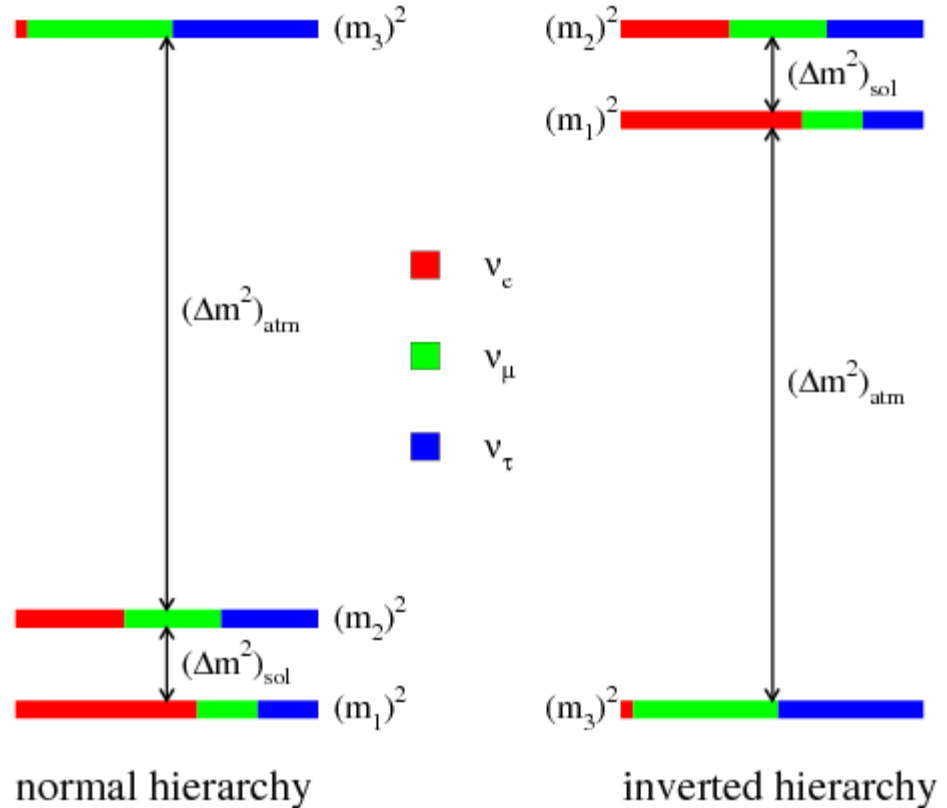 (m₃)²
(m₂)²
(Δm²)sol
(m₁)²
νe
(Δm²)atm
νμ
(Δm²)atm
ντ
(m₂)²
(Δm²)sol
(m₁)²
(m₃)²
normal hierarchy
inverted hierarchy